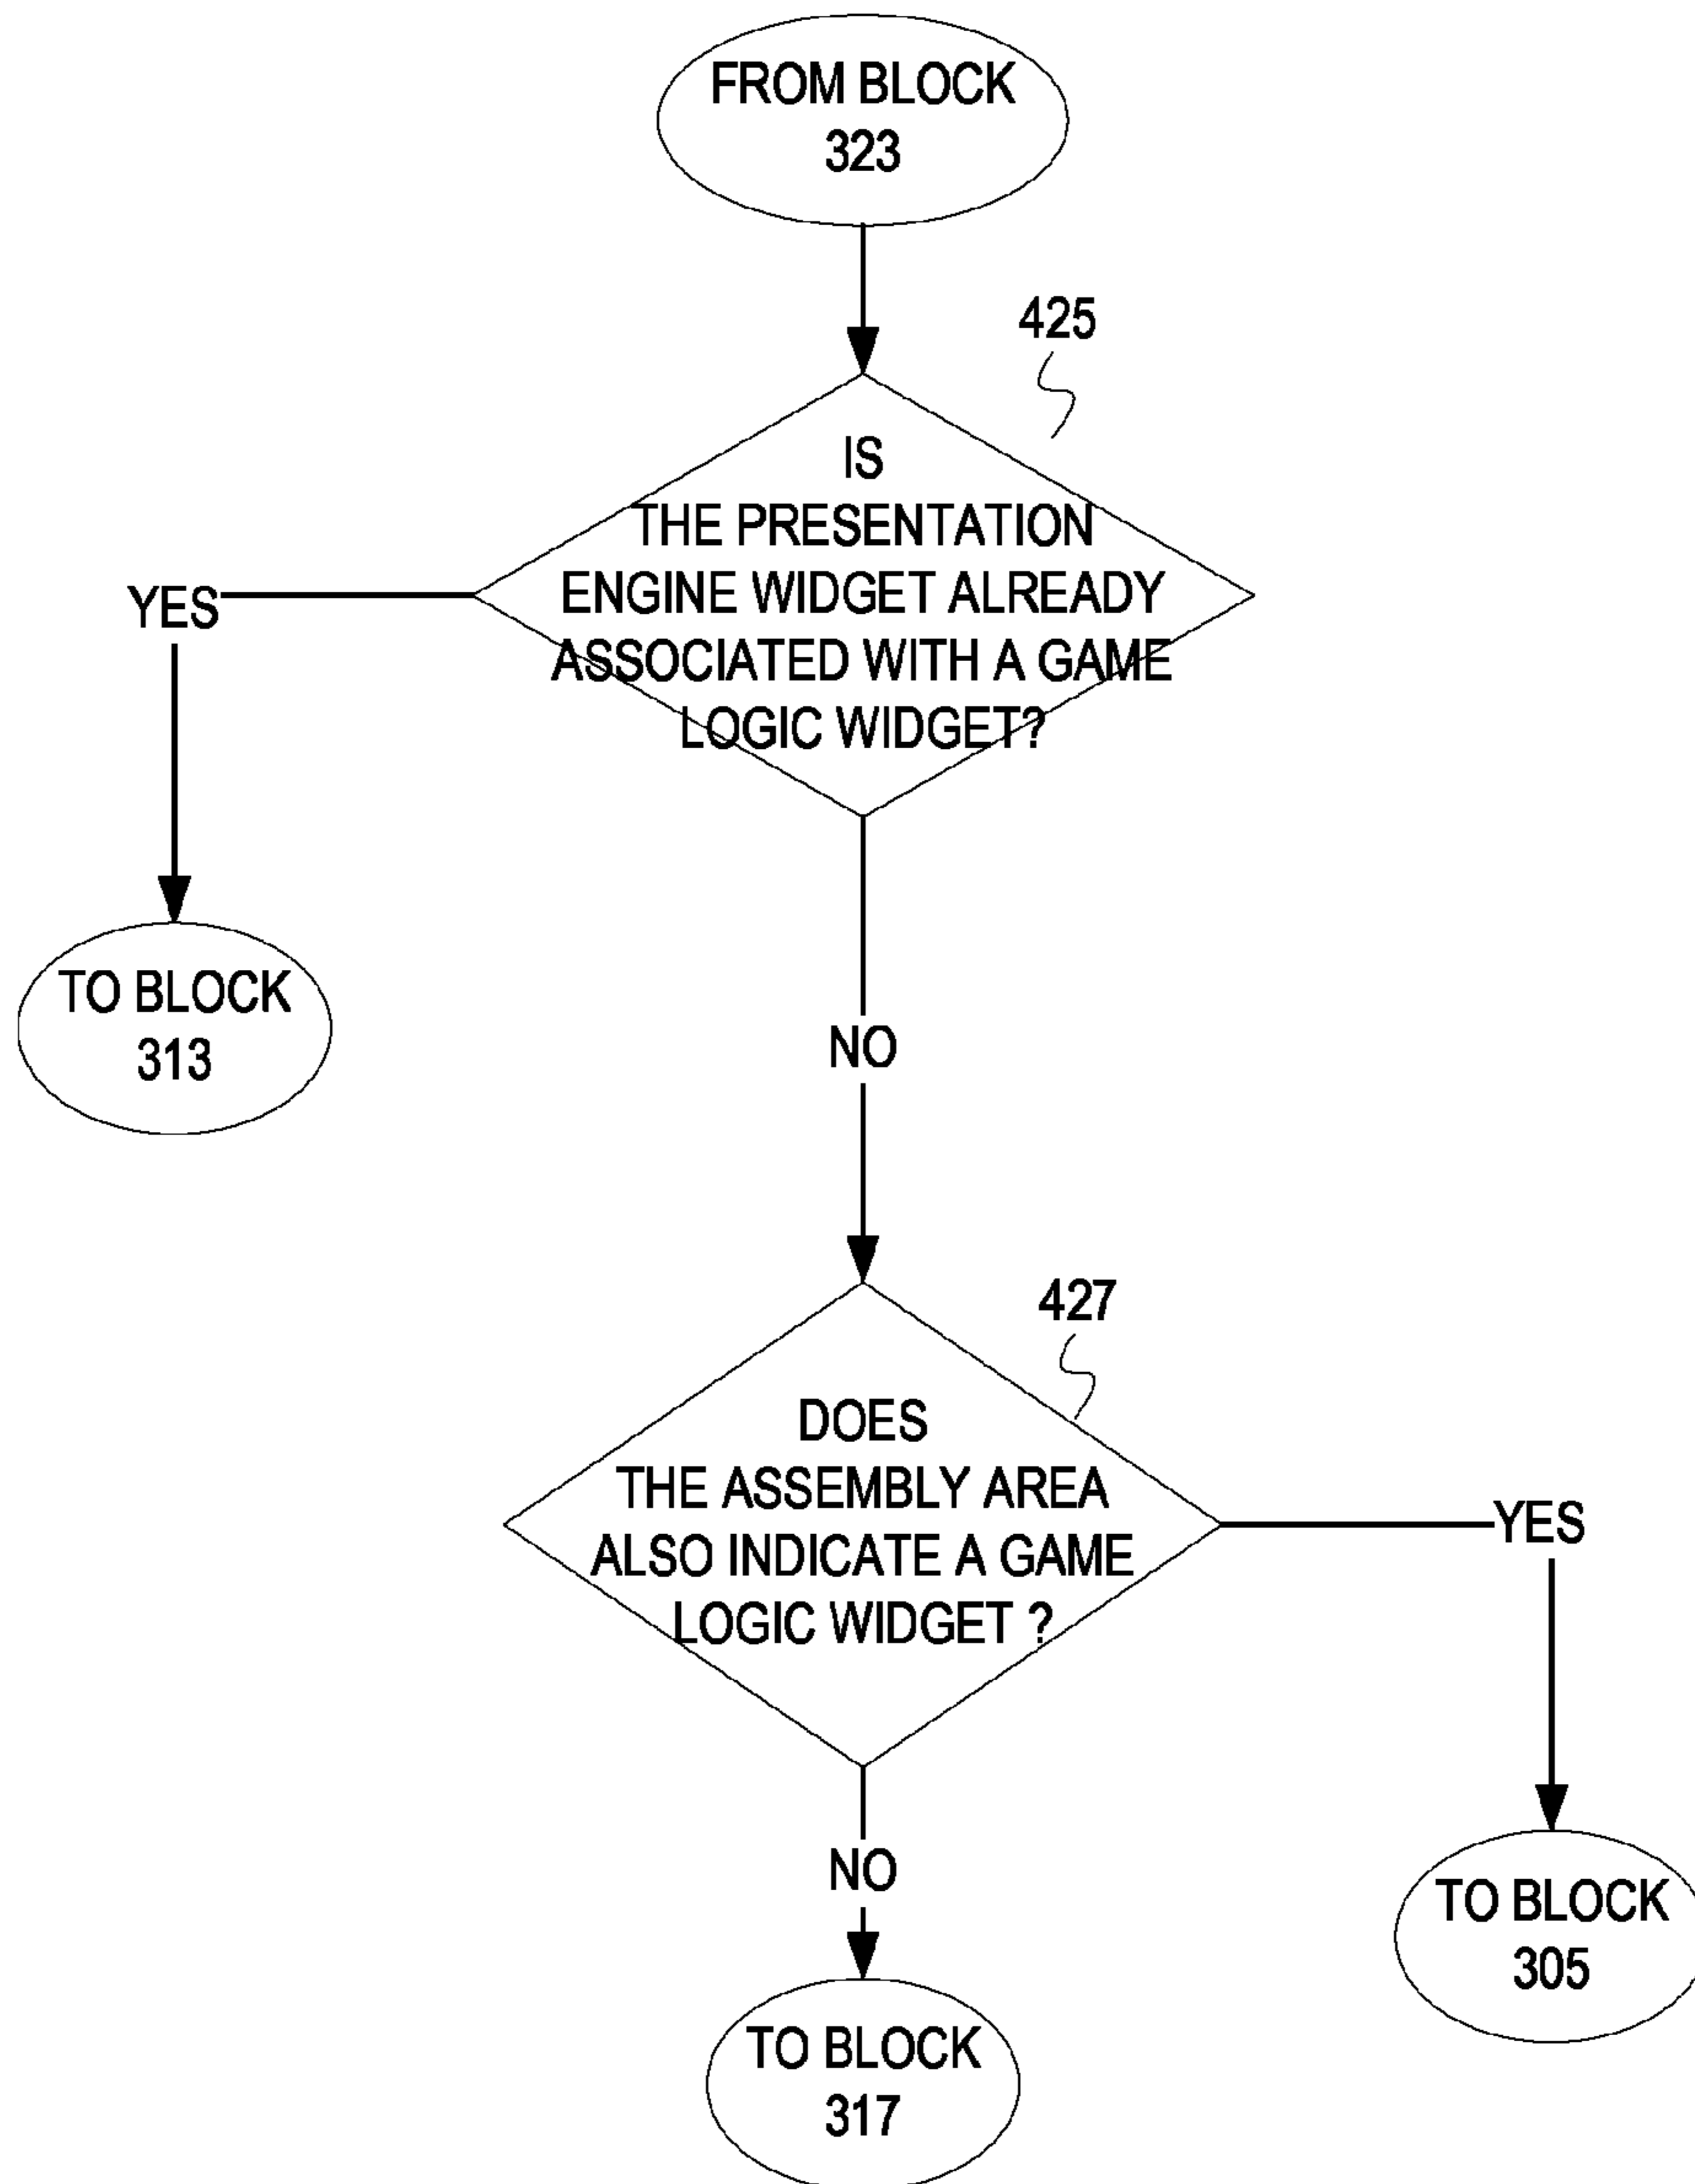 FROM BLOCK
323
425
IS
THE PRESENTATION
ENGINE WIDGET ALREADY
ASSOCIATED WITH A GAME
LOGIC WIDGET?
YES
TO BLOCK
313
NO
427
DOES
THE ASSEMBLY AREA
ALSO INDICATE A GAME
LOGIC WIDGET ?
YES
NO
TO BLOCK
305
TO BLOCK
317